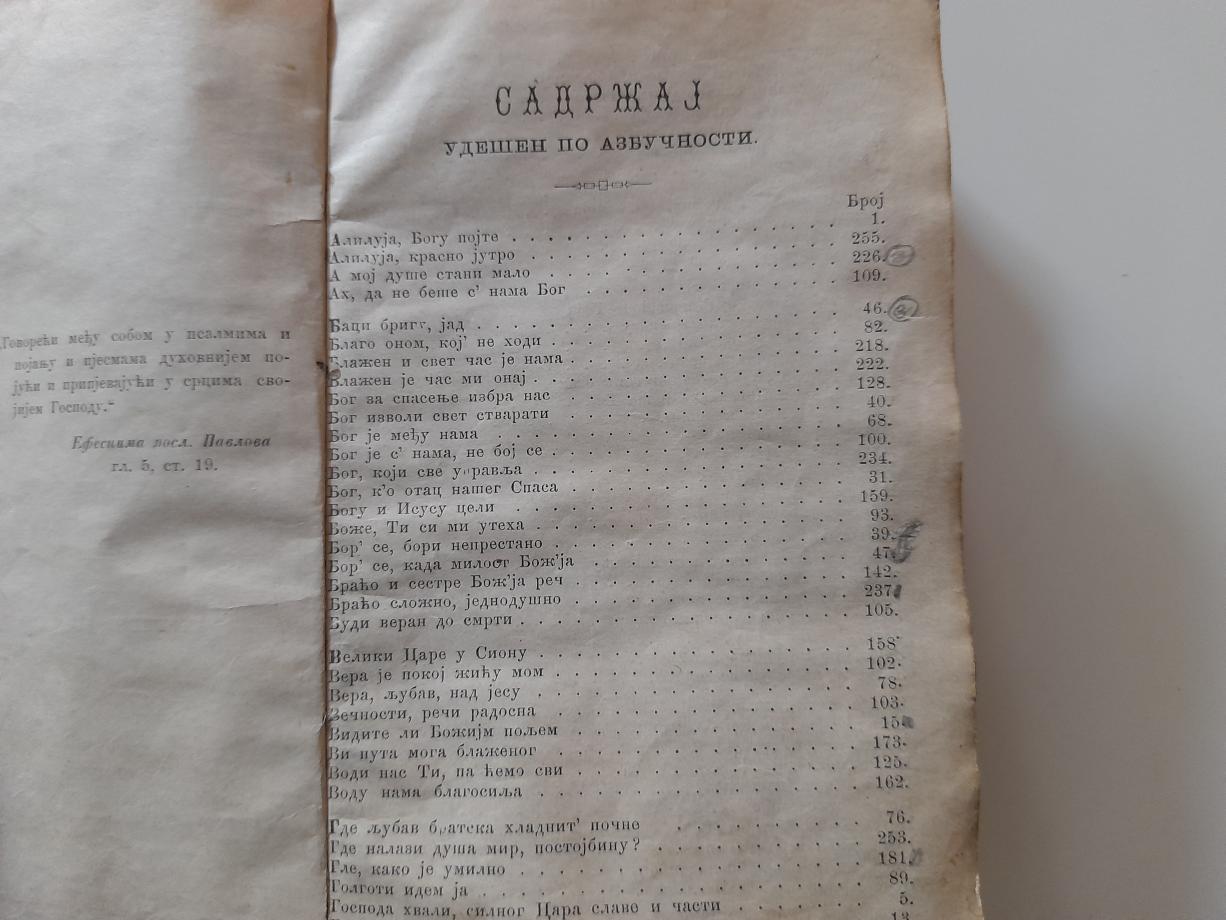 „Говорећи међу собом у псалмима и
појању и пјесмама духовнијем по-
јући и припјевајући у срцима сво-
јијем Господу.“
Ефесцима посл. Павлова
гл. 5, ст. 19.
САДРЖАЈ
УДЕШЕН ПО АЗБУЧНОСТИ.
Број
Алилуја, Богу појте . . . . . . . . . . . . . . . . 1.
Алилуја, красно јутро . . . . . . . . . . . . . . . 255.
А мој душе стани мало . . . . . . . . . . . . . . 226. 3
Ах, да не беше с’ нама Бог . . . . . . . . . . . . 109.
Баци бригу, јад . . . . . . . . . . . . . . . . . . 46. 3
Благо оном, кој’ не ходи . . . . . . . . . . . . . 82.
Блажен и свет час је нама . . . . . . . . . . . . 218.
Блажен је час ми онај . . . . . . . . . . . . . . 222.
Бог за спасење избра нас . . . . . . . . . . . . . 128.
Бог изволи свет стварати . . . . . . . . . . . . . 40.
Бог је међу нама . . . . . . . . . . . . . . . . . 68.
Бог је с’ нама, не бој се . . . . . . . . . . . . . 100.
Бог, који све управља . . . . . . . . . . . . . . 234.
Бог, к’о отац нашег Спаса . . . . . . . . . . . . 31.
Богу и Исусу цели . . . . . . . . . . . . . . . . 159.
Боже, Ти си ми утеха . . . . . . . . . . . . . . . 93.
Бор’ се, бори непрестано . . . . . . . . . . . . . 39.
Бор’ се, када милост Бож’ја . . . . . . . . . . . 47.
Браћо и сестре Бож’ја реч . . . . . . . . . . . . 142.
Браћо сложно, једнодушно . . . . . . . . . . . . 237.
Буди веран до смрти . . . . . . . . . . . . . . . 105.
Велики Царе у Сиону . . . . . . . . . . . . . . . 158.
Вера је покој жићу мом . . . . . . . . . . . . . . 102.
Вера, љубав, над јесу . . . . . . . . . . . . . . . 78.
Вечности, речи радосна . . . . . . . . . . . . . . 103.
Видите ли Божијм пољем . . . . . . . . . . . . . 15
Ви пута мога блаженог . . . . . . . . . . . . . . 173.
Води нас Ти, па ћемо сви . . . . . . . . . . . . . 125.
Воду нама благосиља . . . . . . . . . . . . . . . 162.
Где љубав братска хладнит’ почне . . . . . . . . 76.
Где налази душа мир, постојбину? . . . . . . . . 253.
Гле, како је умилно . . . . . . . . . . . . . . . . 181.
Голготи идем ја . . . . . . . . . . . . . . . . . . 89.
Господа хвали, силног Цара славе и части . . . . 5.
13.